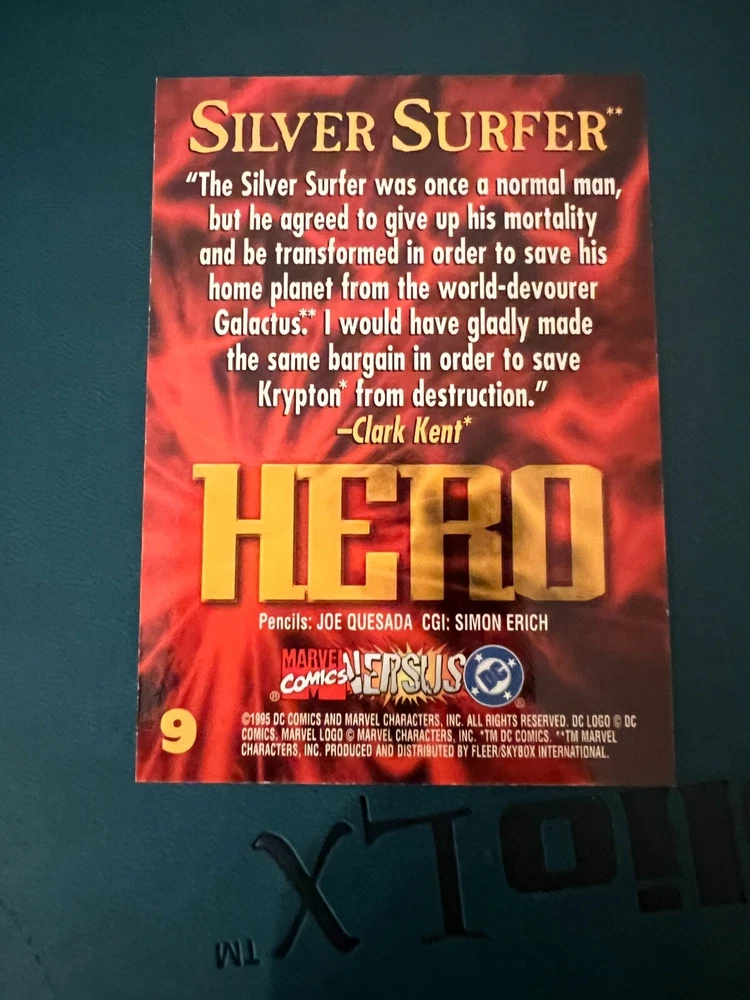 SILVER SURFER**
“The Silver Surfer was once a normal man,
but he agreed to give up his mortality
and be transformed in order to save his
home planet from the world-devourer
Galactus.** I would have gladly made
the same bargain in order to save
Krypton* from destruction.”
–Clark Kent*
HERO
Pencils: JOE QUESADA CGI: SIMON ERICH
MARVEL
COMICS
®
VERSUS
DC
®
9
©1995 DC COMICS AND MARVEL CHARACTERS, INC. ALL RIGHTS RESERVED. DC LOGO © DC
COMICS. MARVEL LOGO © MARVEL CHARACTERS, INC. *TM DC COMICS. **TM MARVEL
CHARACTERS, INC. PRODUCED AND DISTRIBUTED BY FLEER/SKYBOX INTERNATIONAL.
TM